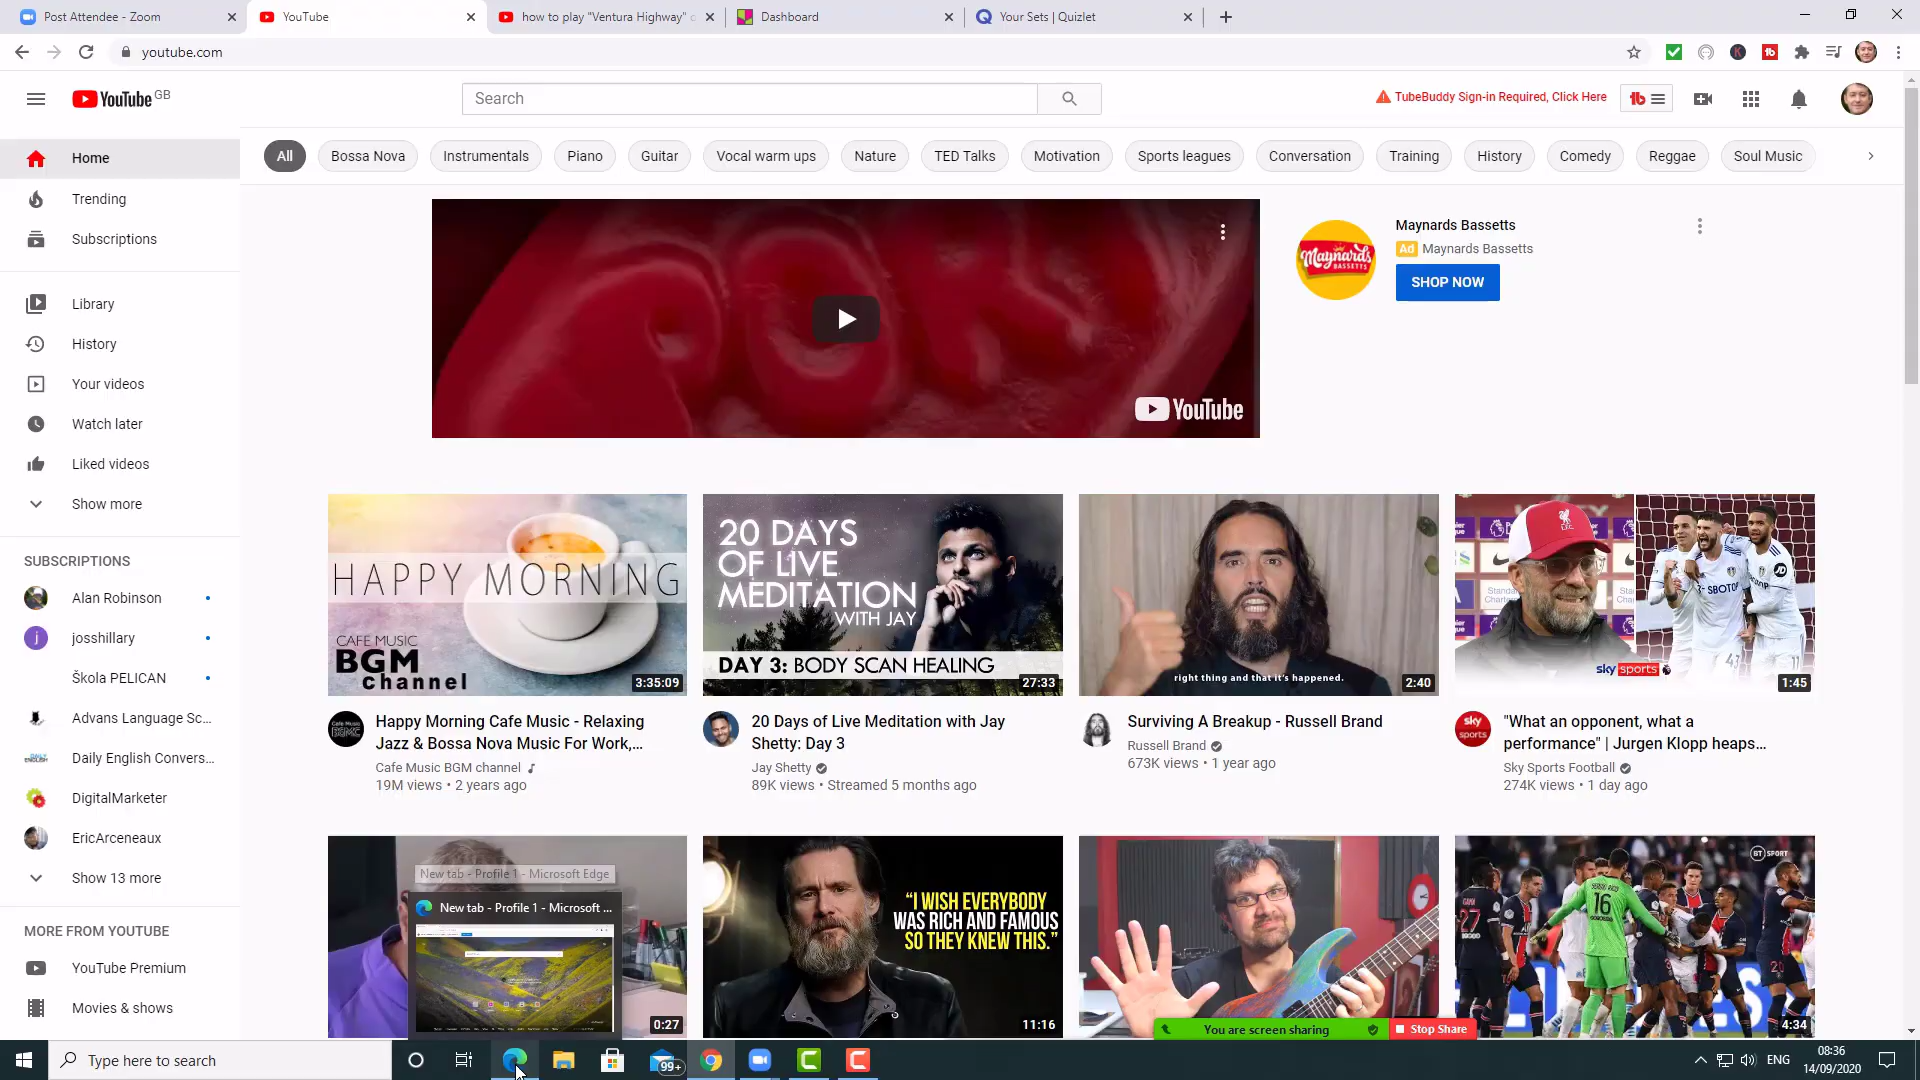 Post Attendee - Zoom
YouTube
how to play "Ventura Highway"
Dashboard
Your Sets | Quizlet
youtube.com
YouTube GB
Search
TubeBuddy Sign-in Required, Click Here
Home
Trending
Subscriptions
Library
History
Your videos
Watch later
Liked videos
Show more
SUBSCRIPTIONS
Alan Robinson
josshillary
Škola PELICAN
Advans Language Sc...
Daily English Convers...
DigitalMarketer
EricArceneaux
Show 13 more
MORE FROM YOUTUBE
YouTube Premium
Movies & shows
All Bossa Nova Instrumentals Piano Guitar Vocal warm ups Nature TED Talks Motivation Sports leagues Conversation Training History Comedy Reggae Soul Music
YouTube
Maynards
BASSETTS
Maynards Bassetts
Ad Maynards Bassetts
SHOP NOW
HAPPY MORNING
CAFE MUSIC
BGM
channel
3:35:09
Happy Morning Cafe Music - Relaxing
Jazz & Bossa Nova Music For Work,...
Cafe Music BGM channel
19M views • 2 years ago
20 DAYS
OF LIVE
MEDITATION
WITH JAY
DAY 3: BODY SCAN HEALING
27:33
20 Days of Live Meditation with Jay
Shetty: Day 3
Jay Shetty
89K views • Streamed 5 months ago
right thing and that it's happened.
2:40
Surviving A Breakup - Russell Brand
Russell Brand
673K views • 1 year ago
sky sports
1:45
sky
sports
"What an opponent, what a
performance" | Jurgen Klopp heaps...
Sky Sports Football
274K views • 1 day ago
New tab - Profile 1 - Microsoft Edge
New tab - Profile 1 - Microsoft ...
0:27
"I WISH EVERYBODY
WAS RICH AND FAMOUS
SO THEY KNEW THIS."
11:16
BT SPORT
16
27
4:34
You are screen sharing
Stop Share
Type here to search
99+
ENG
08:36
14/09/2020